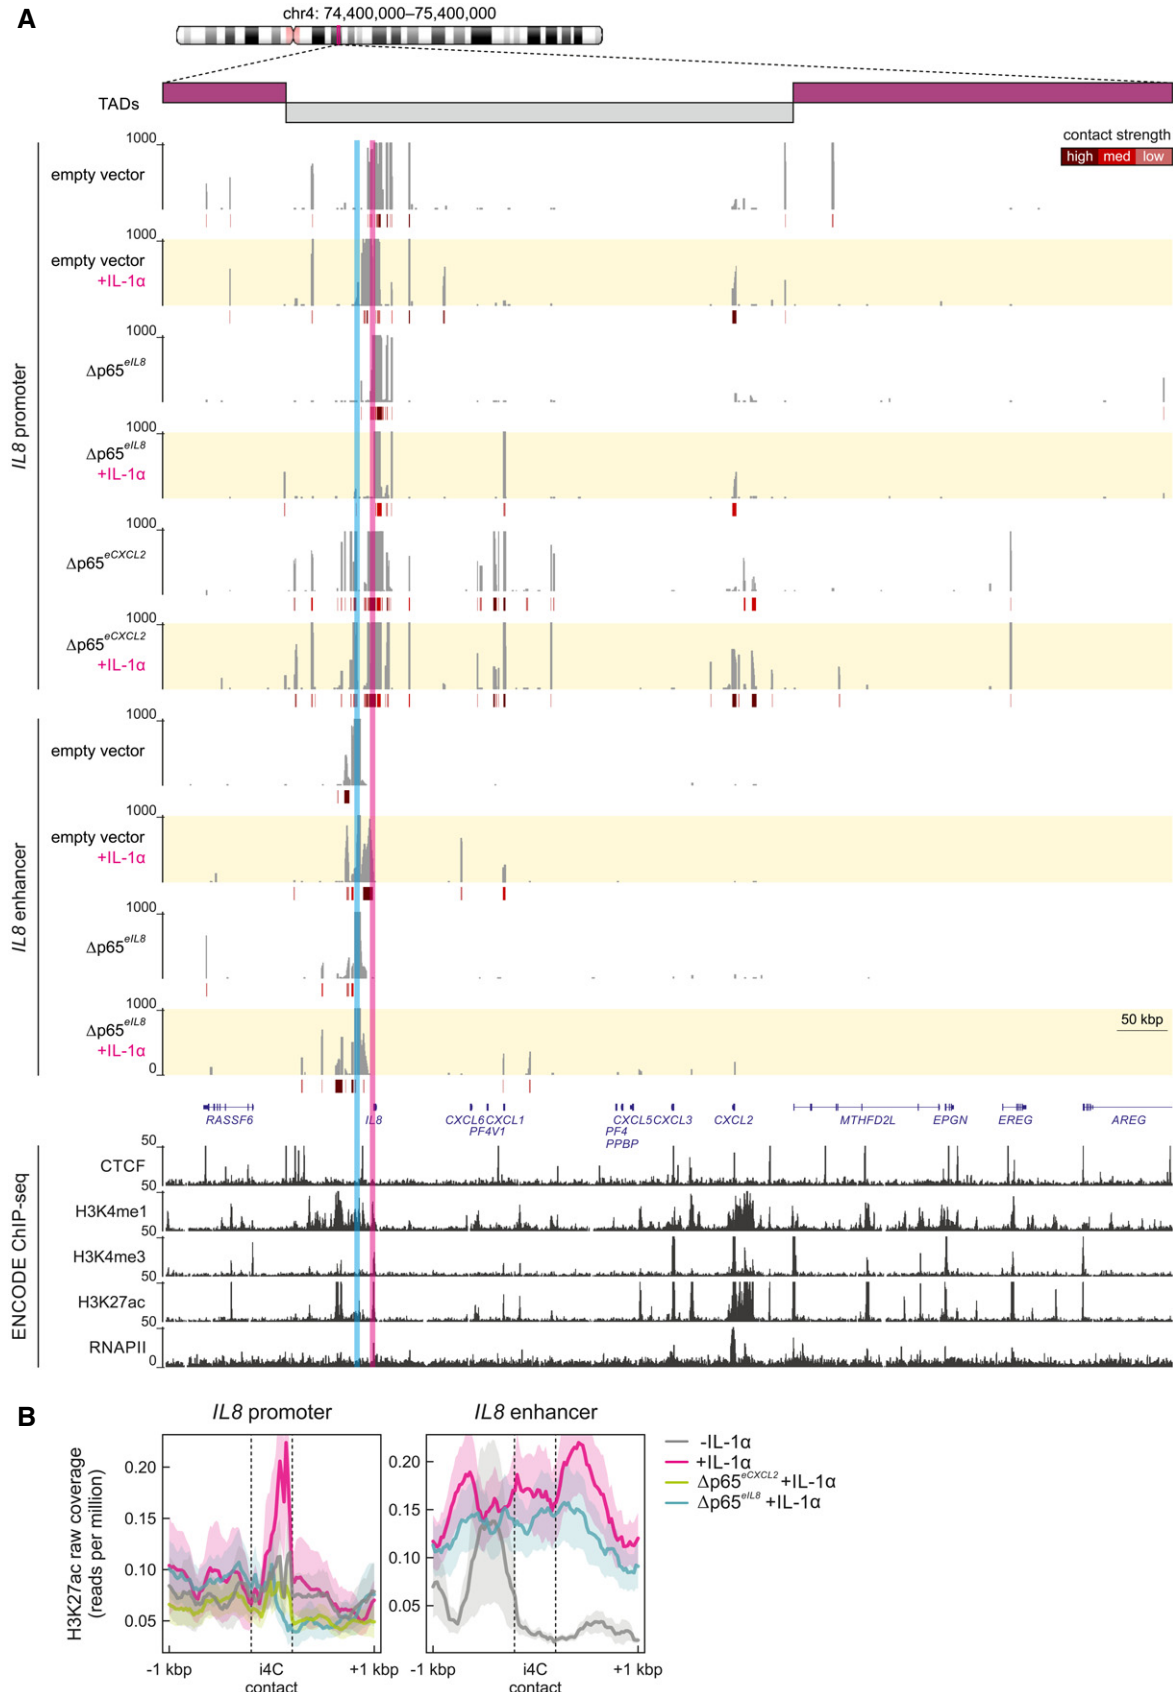 A
chr4: 74,400,000–75,400,000
TADs
contact strength
high med low
IL8 promoter
1000
empty vector
1000
empty vector
+IL-1α
1000
Δp65eIL8
1000
Δp65eIL8
+IL-1α
1000
Δp65eCXCL2
1000
Δp65eCXCL2
+IL-1α
IL8 enhancer
1000
empty vector
1000
empty vector
+IL-1α
1000
Δp65eIL8
1000
Δp65eIL8
+IL-1α
0
50 kbp
RASSF6 IL8 CXCL6 CXCL1 CXCL5 CXCL3 CXCL2 MTHFD2L EPGN EREG AREG
PF4V1 PF4
PPBP
ENCODE ChIP-seq
50
CTCF
50
H3K4me1
50
H3K4me3
50
H3K27ac
50
RNAPII
0
B
IL8 promoter IL8 enhancer
H3K27ac raw coverage
(reads per million)
0.20
0.15
0.10
0.05
0.20
0.15
0.10
0.05
-IL-1α
+IL-1α
Δp65eCXCL2 +IL-1α
Δp65eIL8 +IL-1α
-1 kbp i4C +1 kbp -1 kbp i4C +1 kbp
contact contact